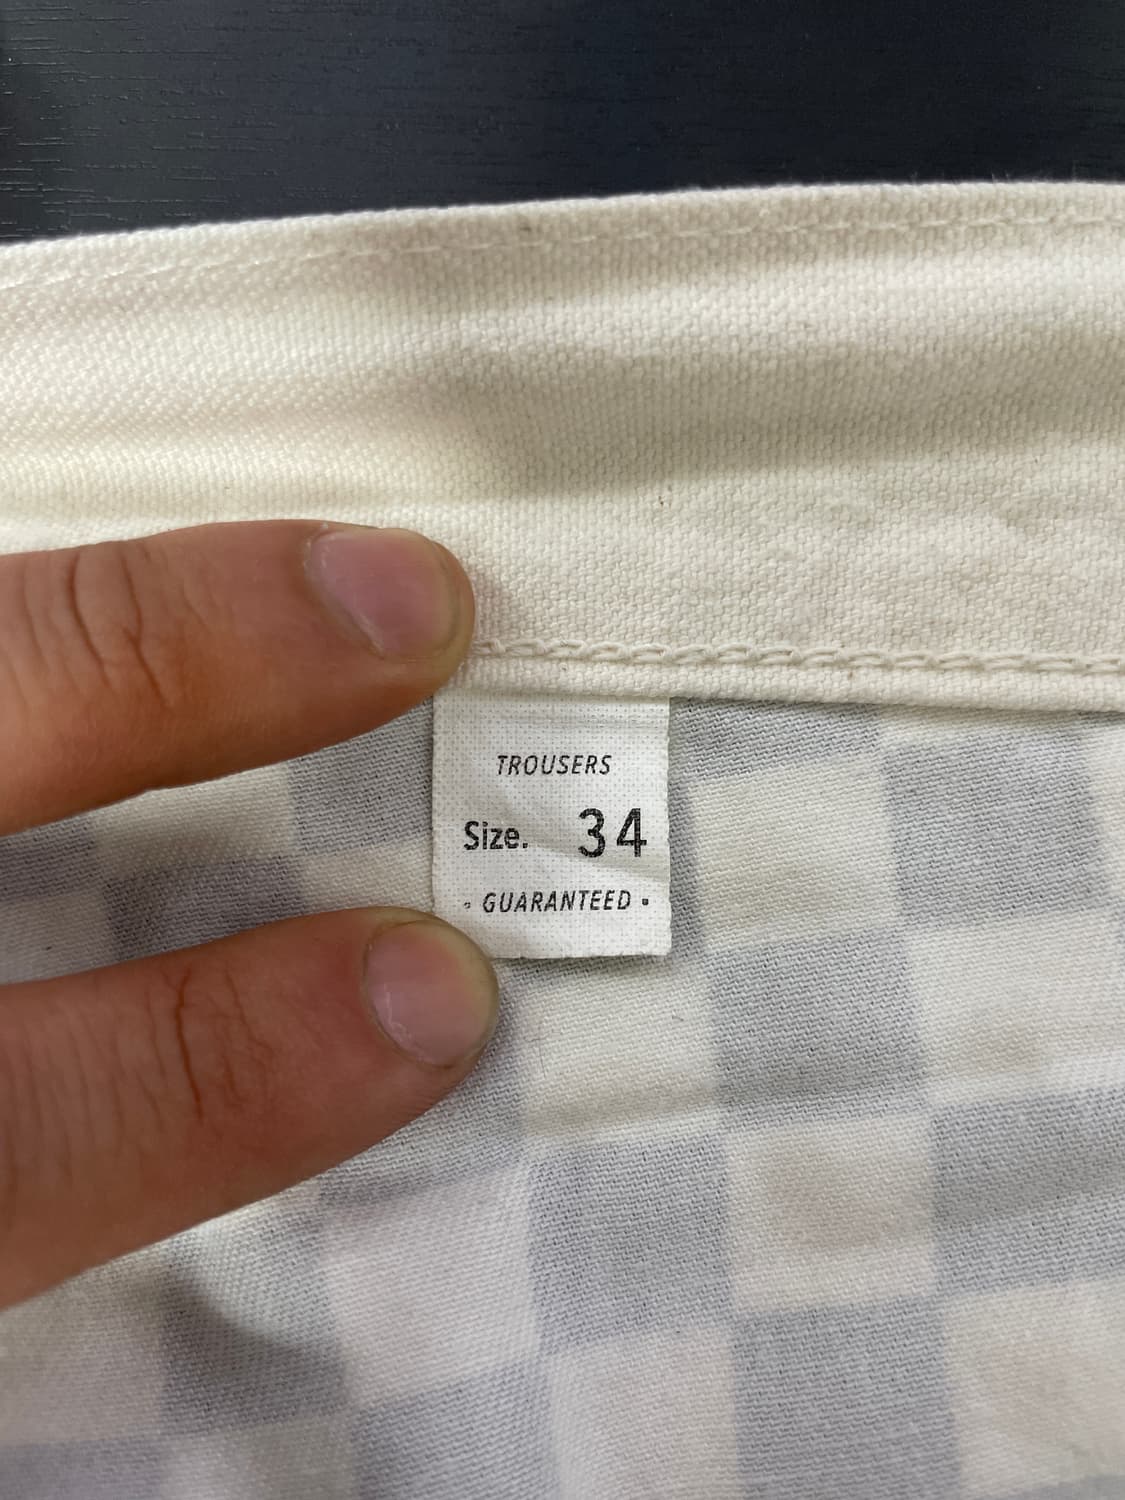 TROUSERS
Size. 34
• GUARANTEED •